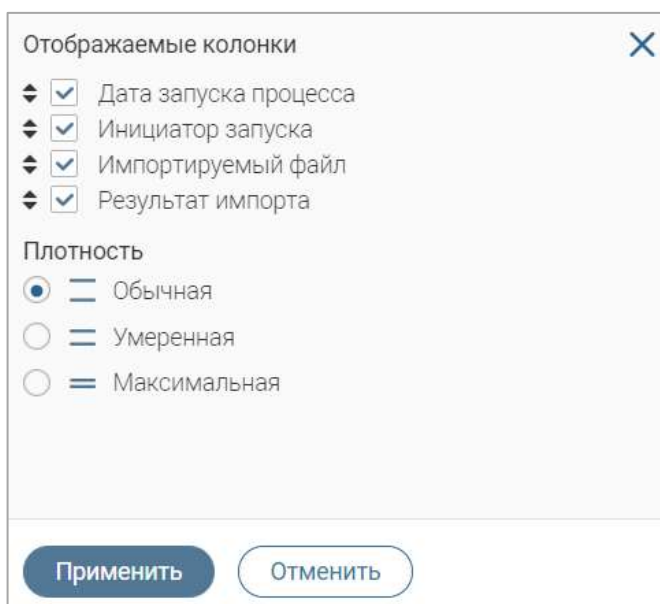 Отображаемые колонки
Дата запуска процесса
Инициатор запуска
Импортируемый файл
Результат импорта
Плотность
Обычная
Умеренная
Максимальная
Применить
Отменить